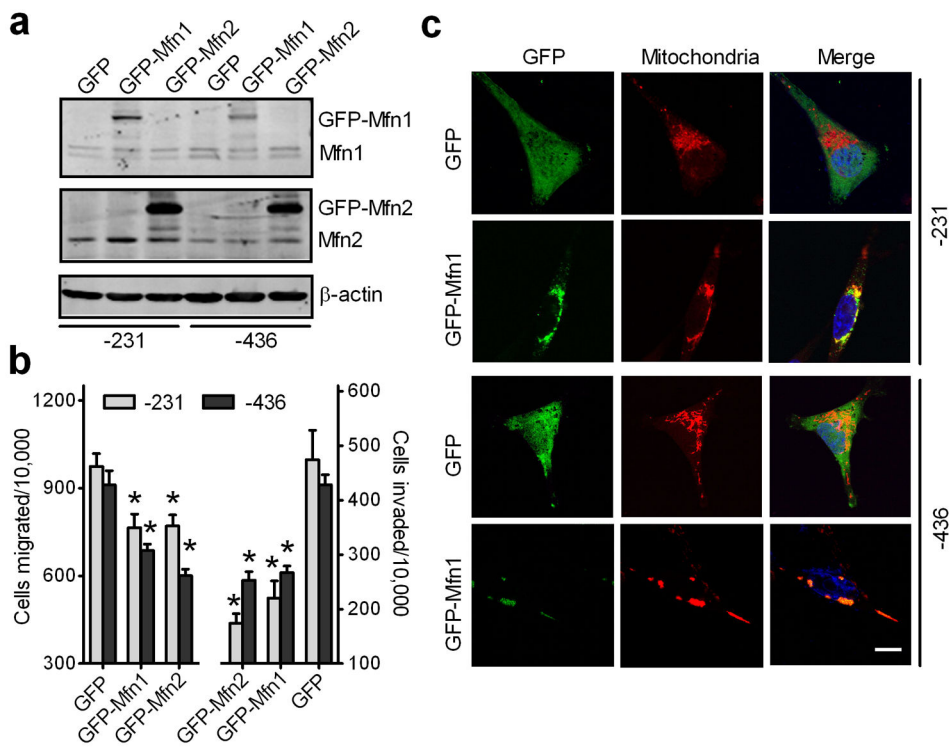 a
GFP
GFP-Mfn1
GFP-Mfn2
GFP
GFP-Mfn1
GFP-Mfn2
GFP-Mfn1
Mfn1
GFP-Mfn2
Mfn2
β-actin
-231
-436
b
-231
-436
Cells migrated/10,000
1200
900
600
300
* * * *
* * * *
600
500
400
300
200
100
Cells invaded/10,000
GFP
GFP-Mfn1
GFP-Mfn2
GFP-Mfn2
GFP-Mfn1
GFP
c
GFP Mitochondria Merge
GFP
GFP-Mfn1
-231
GFP
GFP-Mfn1
-436